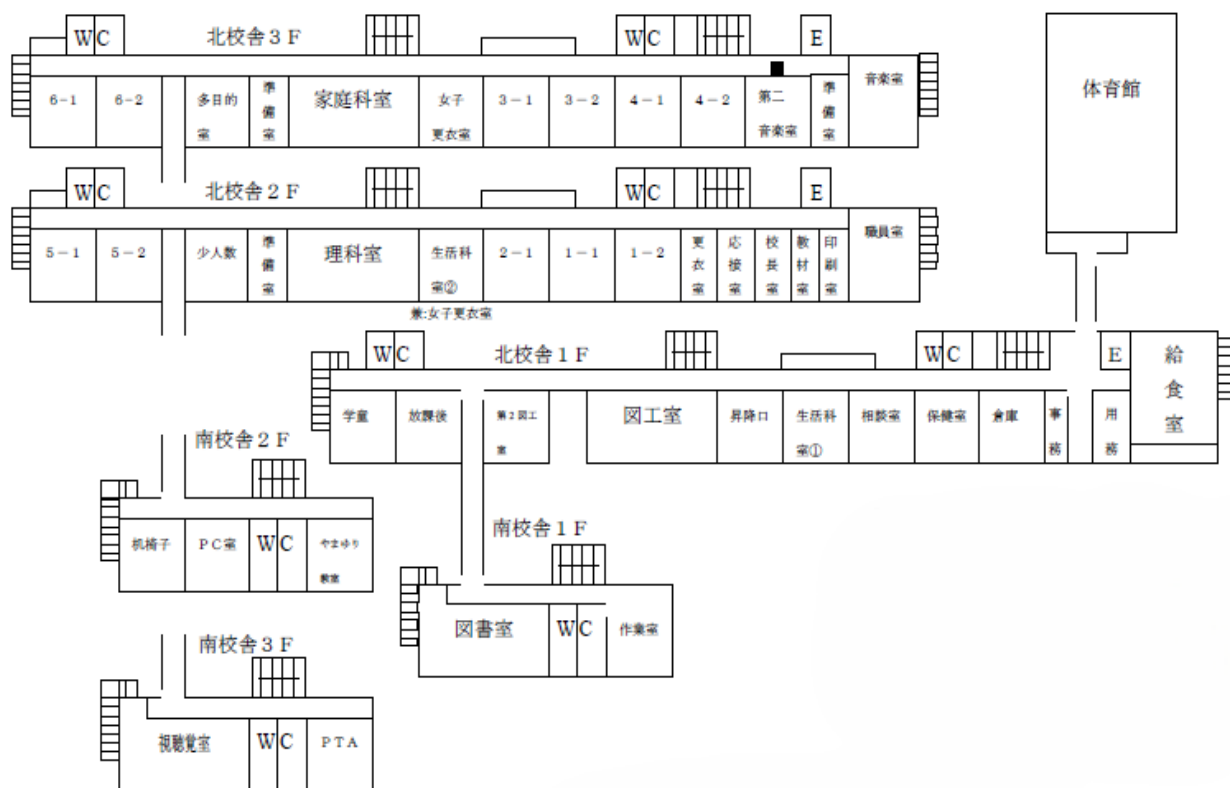 北校舎3F
WC
WC
E
6-1
6-2
多目的
室
準備室
家庭科室
女子
更衣室
3-1
3-2
4-1
4-2
第二
音楽室
準備室
音楽室
体育館
北校舎2F
WC
WC
E
5-1
5-2
少人数
準備室
理科室
生活科
室②
兼:女子更衣室
2-1
1-1
1-2
更衣室
応接室
校長室
教材室
印刷室
職員室
北校舎1F
WC
WC
E
学童
放課後
第2図工
室
図工室
昇降口
生活科
室①
相談室
保健室
倉庫
事務
用務
給食室
南校舎2F
机椅子
PC室
WC
やまゆり
教室
南校舎1F
図書室
WC
作業室
南校舎3F
視聴覚室
WC
PTA